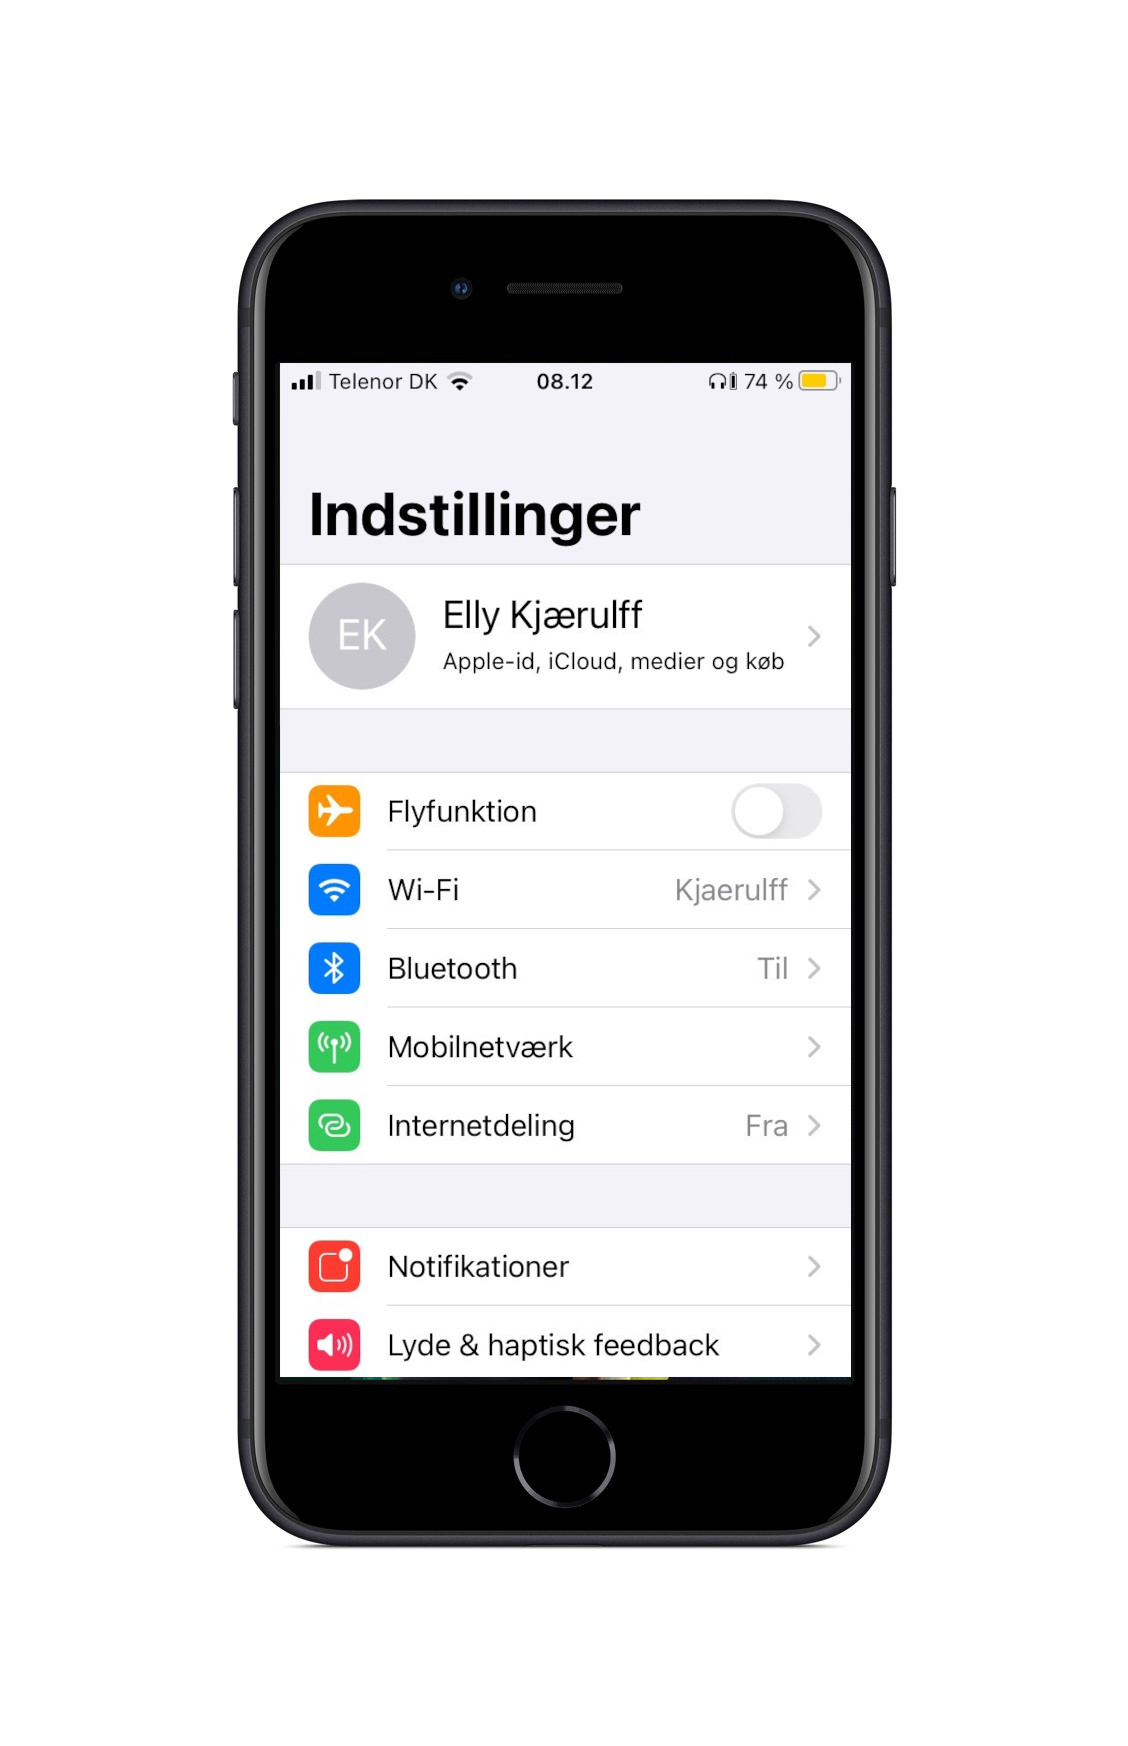 Telenor DK 08.12 74 %
Indstillinger
EK
Elly Kjærulff
Apple-id, iCloud, medier og køb
Flyfunktion
Wi-Fi Kjaerulff
Bluetooth Til
Mobilnetværk
Internetdeling Fra
Notifikationer
Lyde & haptisk feedback